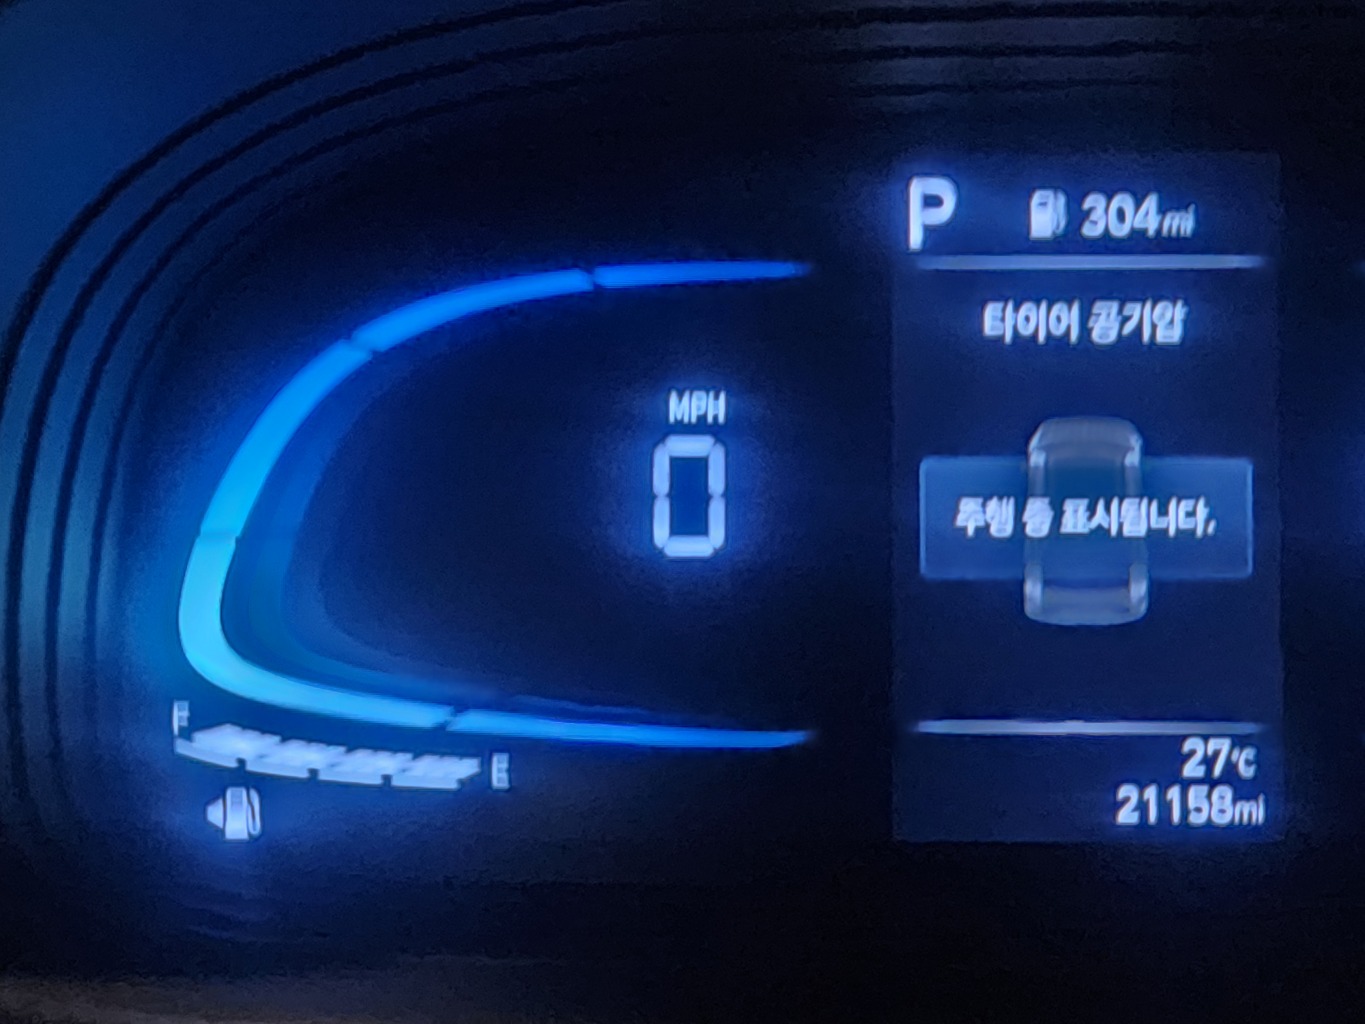 P 304mi
타이어 공기압
MPH
0
주행 중 표시됩니다.
F E
27°C
21158mi